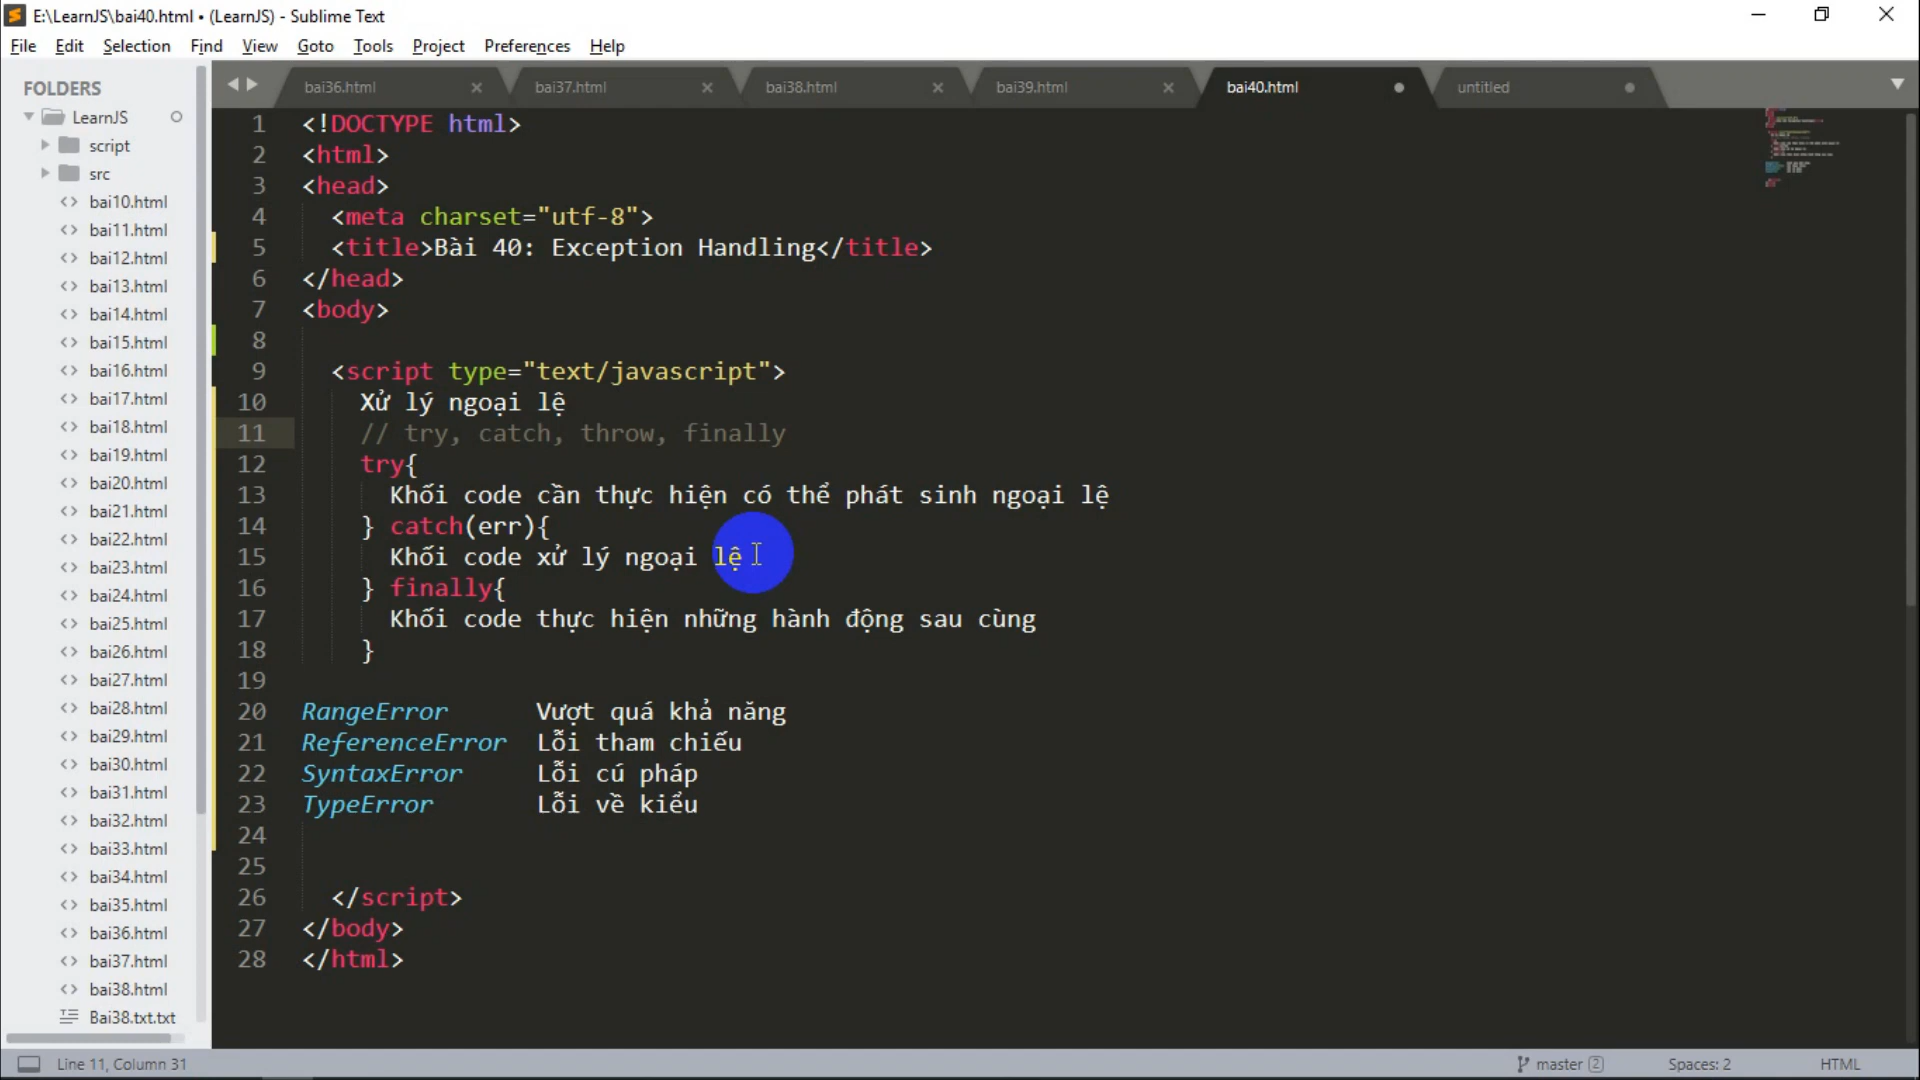 E:\LearnJS\bai40.html • (LearnJS) - Sublime Text
File Edit Selection Find View Goto Tools Project Preferences Help
FOLDERS
LearnJS
script
src
bai10.html
bai11.html
bai12.html
bai13.html
bai14.html
bai15.html
bai16.html
bai17.html
bai18.html
bai19.html
bai20.html
bai21.html
bai22.html
bai23.html
bai24.html
bai25.html
bai26.html
bai27.html
bai28.html
bai29.html
bai30.html
bai31.html
bai32.html
bai33.html
bai34.html
bai35.html
bai36.html
bai37.html
bai38.html
Bai38.txt.txt
bai36.html bai37.html bai38.html bai39.html bai40.html untitled
1 <!DOCTYPE html>
2 <html>
3 <head>
4 <meta charset="utf-8">
5 <title>Bài 40: Exception Handling</title>
6 </head>
7 <body>
8
9 <script type="text/javascript">
10 Xử lý ngoại lệ
11 // try, catch, throw, finally
12 try{
13 Khối code cần thực hiện có thể phát sinh ngoại lệ
14 } catch(err){
15 Khối code xử lý ngoại lệ
16 } finally{
17 Khối code thực hiện những hành động sau cùng
18 }
19
20 RangeError Vượt quá khả năng
21 ReferenceError Lỗi tham chiếu
22 SyntaxError Lỗi cú pháp
23 TypeError Lỗi về kiểu
24
25
26 </script>
27 </body>
28 </html>
Line 11, Column 31 master 2 Spaces: 2 HTML